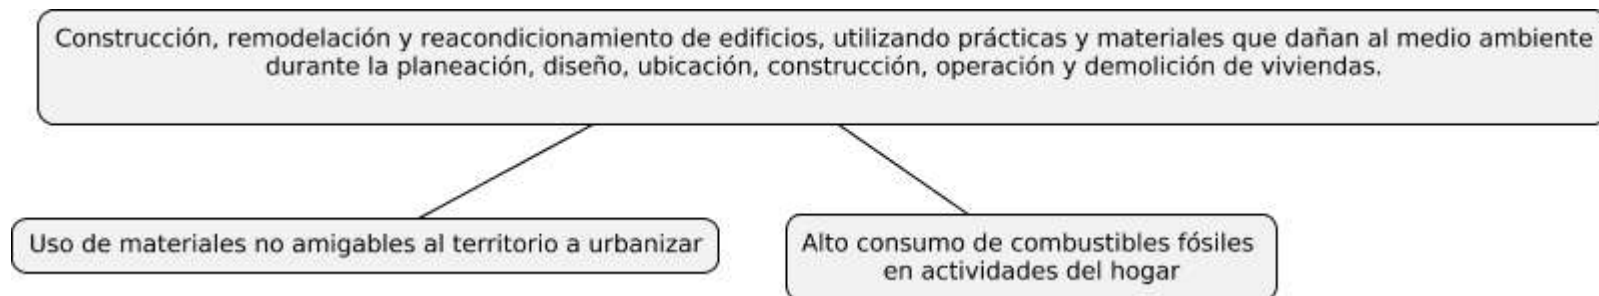 Construcción, remodelación y reacondicionamiento de edificios, utilizando prácticas y materiales que dañan al medio ambiente
durante la planeación, diseño, ubicación, construcción, operación y demolición de viviendas.
Uso de materiales no amigables al territorio a urbanizar
Alto consumo de combustibles fósiles
en actividades del hogar